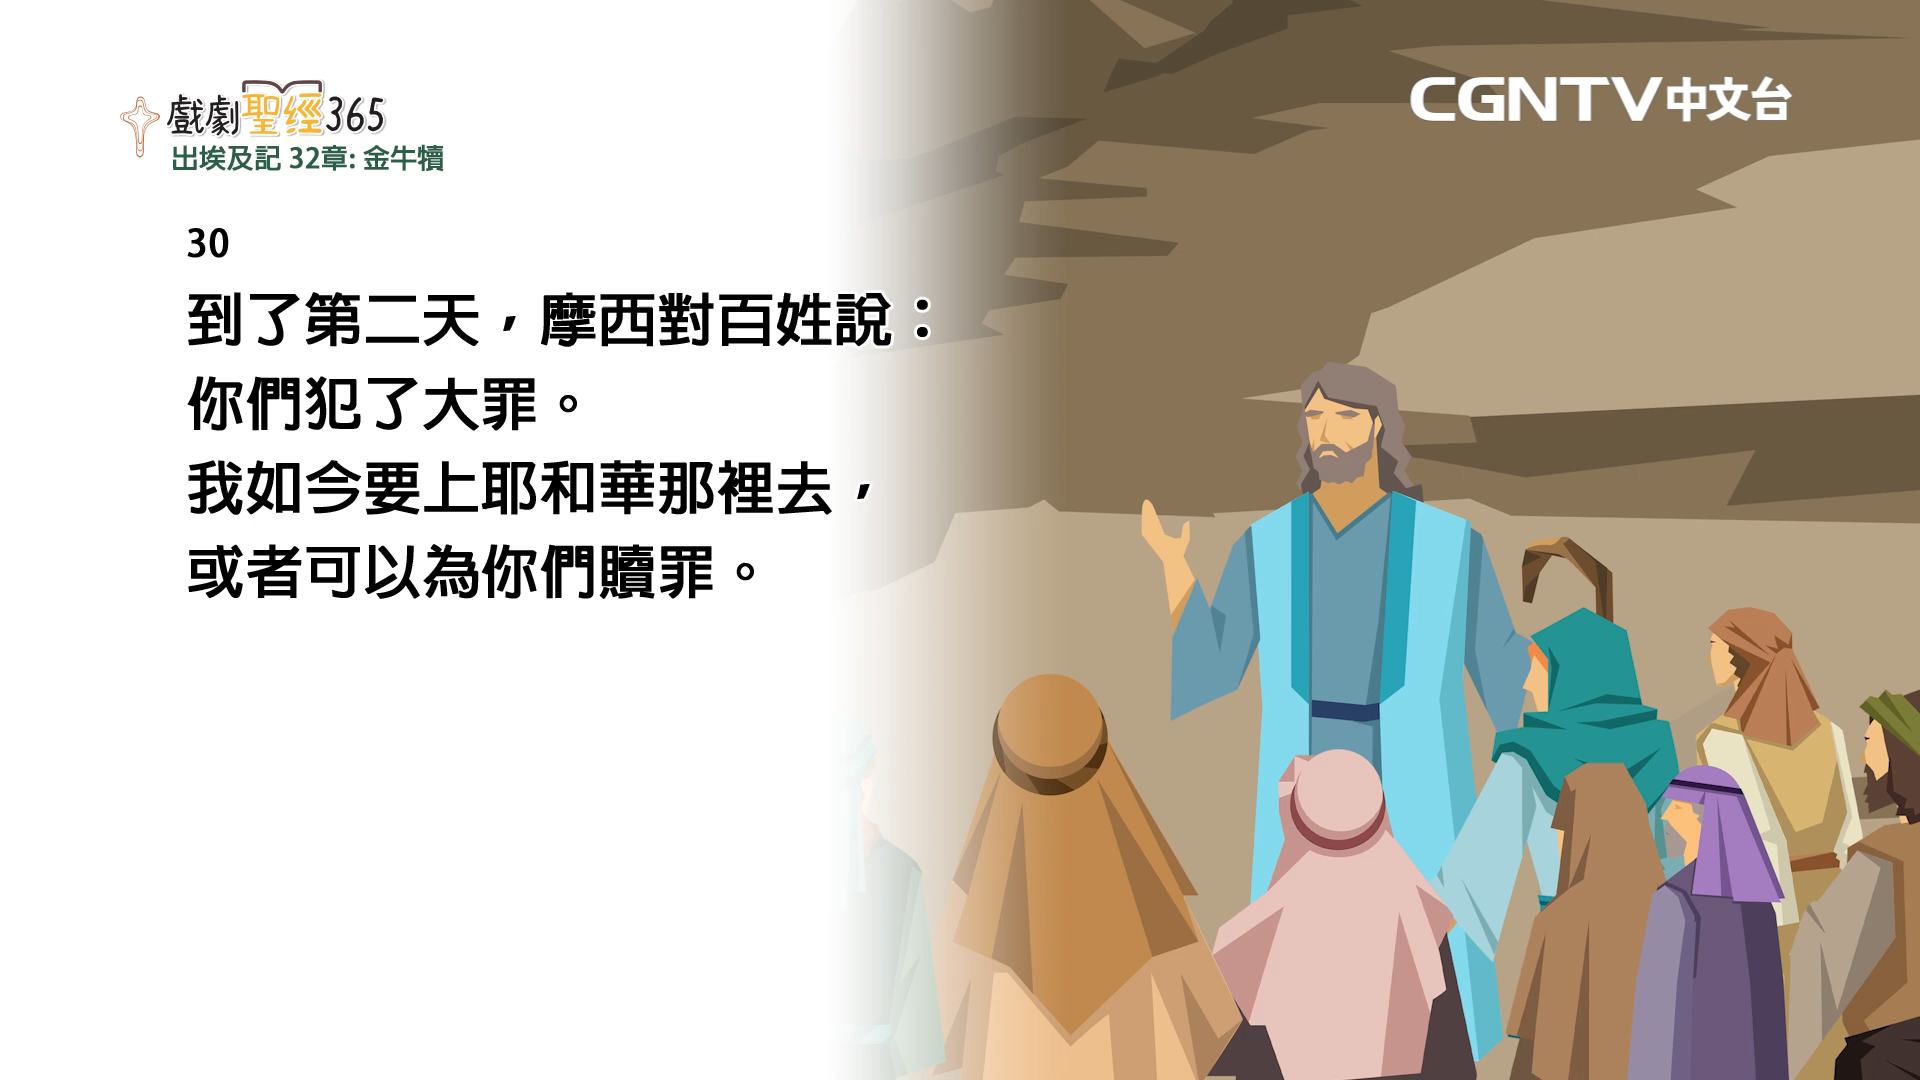 戲劇聖經365
出埃及記 32章: 金牛犢
CGNTV中文台
30
到了第二天，摩西對百姓說：
你們犯了大罪。
我如今要上耶和華那裡去，
或者可以為你們贖罪。